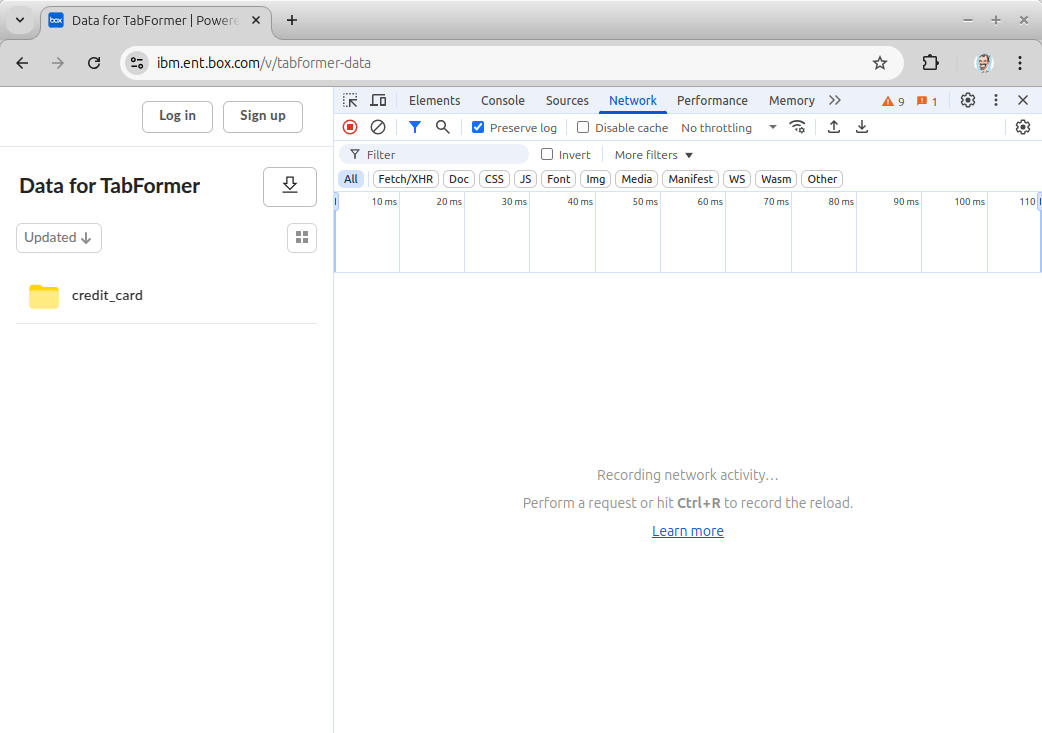 box
Data for TabFormer | Powere
ibm.ent.box.com/v/tabformer-data
Log in
Sign up
Data for TabFormer
Updated
credit_card
Elements Console Sources Network Performance Memory 9 1
Preserve log Disable cache No throttling
Filter Invert More filters
All Fetch/XHR Doc CSS JS Font Img Media Manifest WS Wasm Other
10 ms 20 ms 30 ms 40 ms 50 ms 60 ms 70 ms 80 ms 90 ms 100 ms 110
Recording network activity…
Perform a request or hit Ctrl+R to record the reload.
Learn more